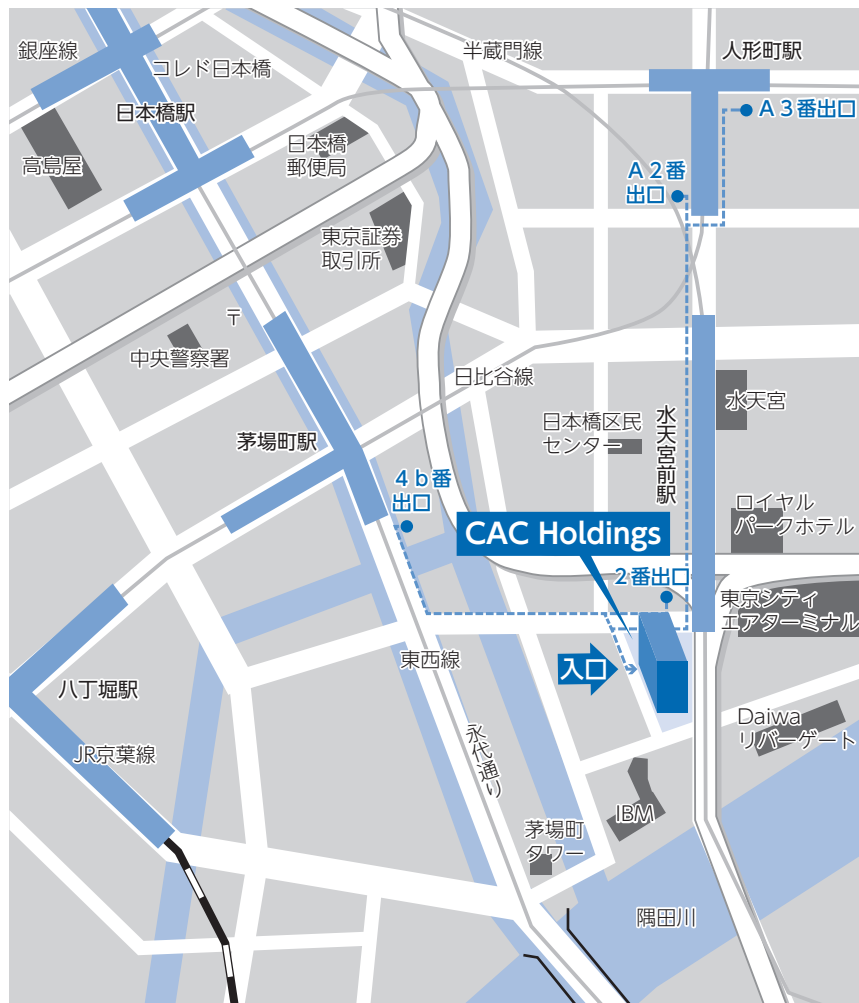 銀座線
コレド日本橋
日本橋駅
高島屋
日本橋
郵便局
半蔵門線
人形町駅
A3番出口
A2番
出口
東京証券
取引所
〒
中央警察署
日比谷線
茅場町駅
水天宮
日本橋区民
センター
水天宮前駅
4b番
出口
ロイヤル
パークホテル
CAC Holdings
2番出口
東京シティ
エアターミナル
東西線
入口
八丁堀駅
JR京葉線
永代通り
Daiwa
リバーゲート
IBM
茅場町
タワー
隅田川